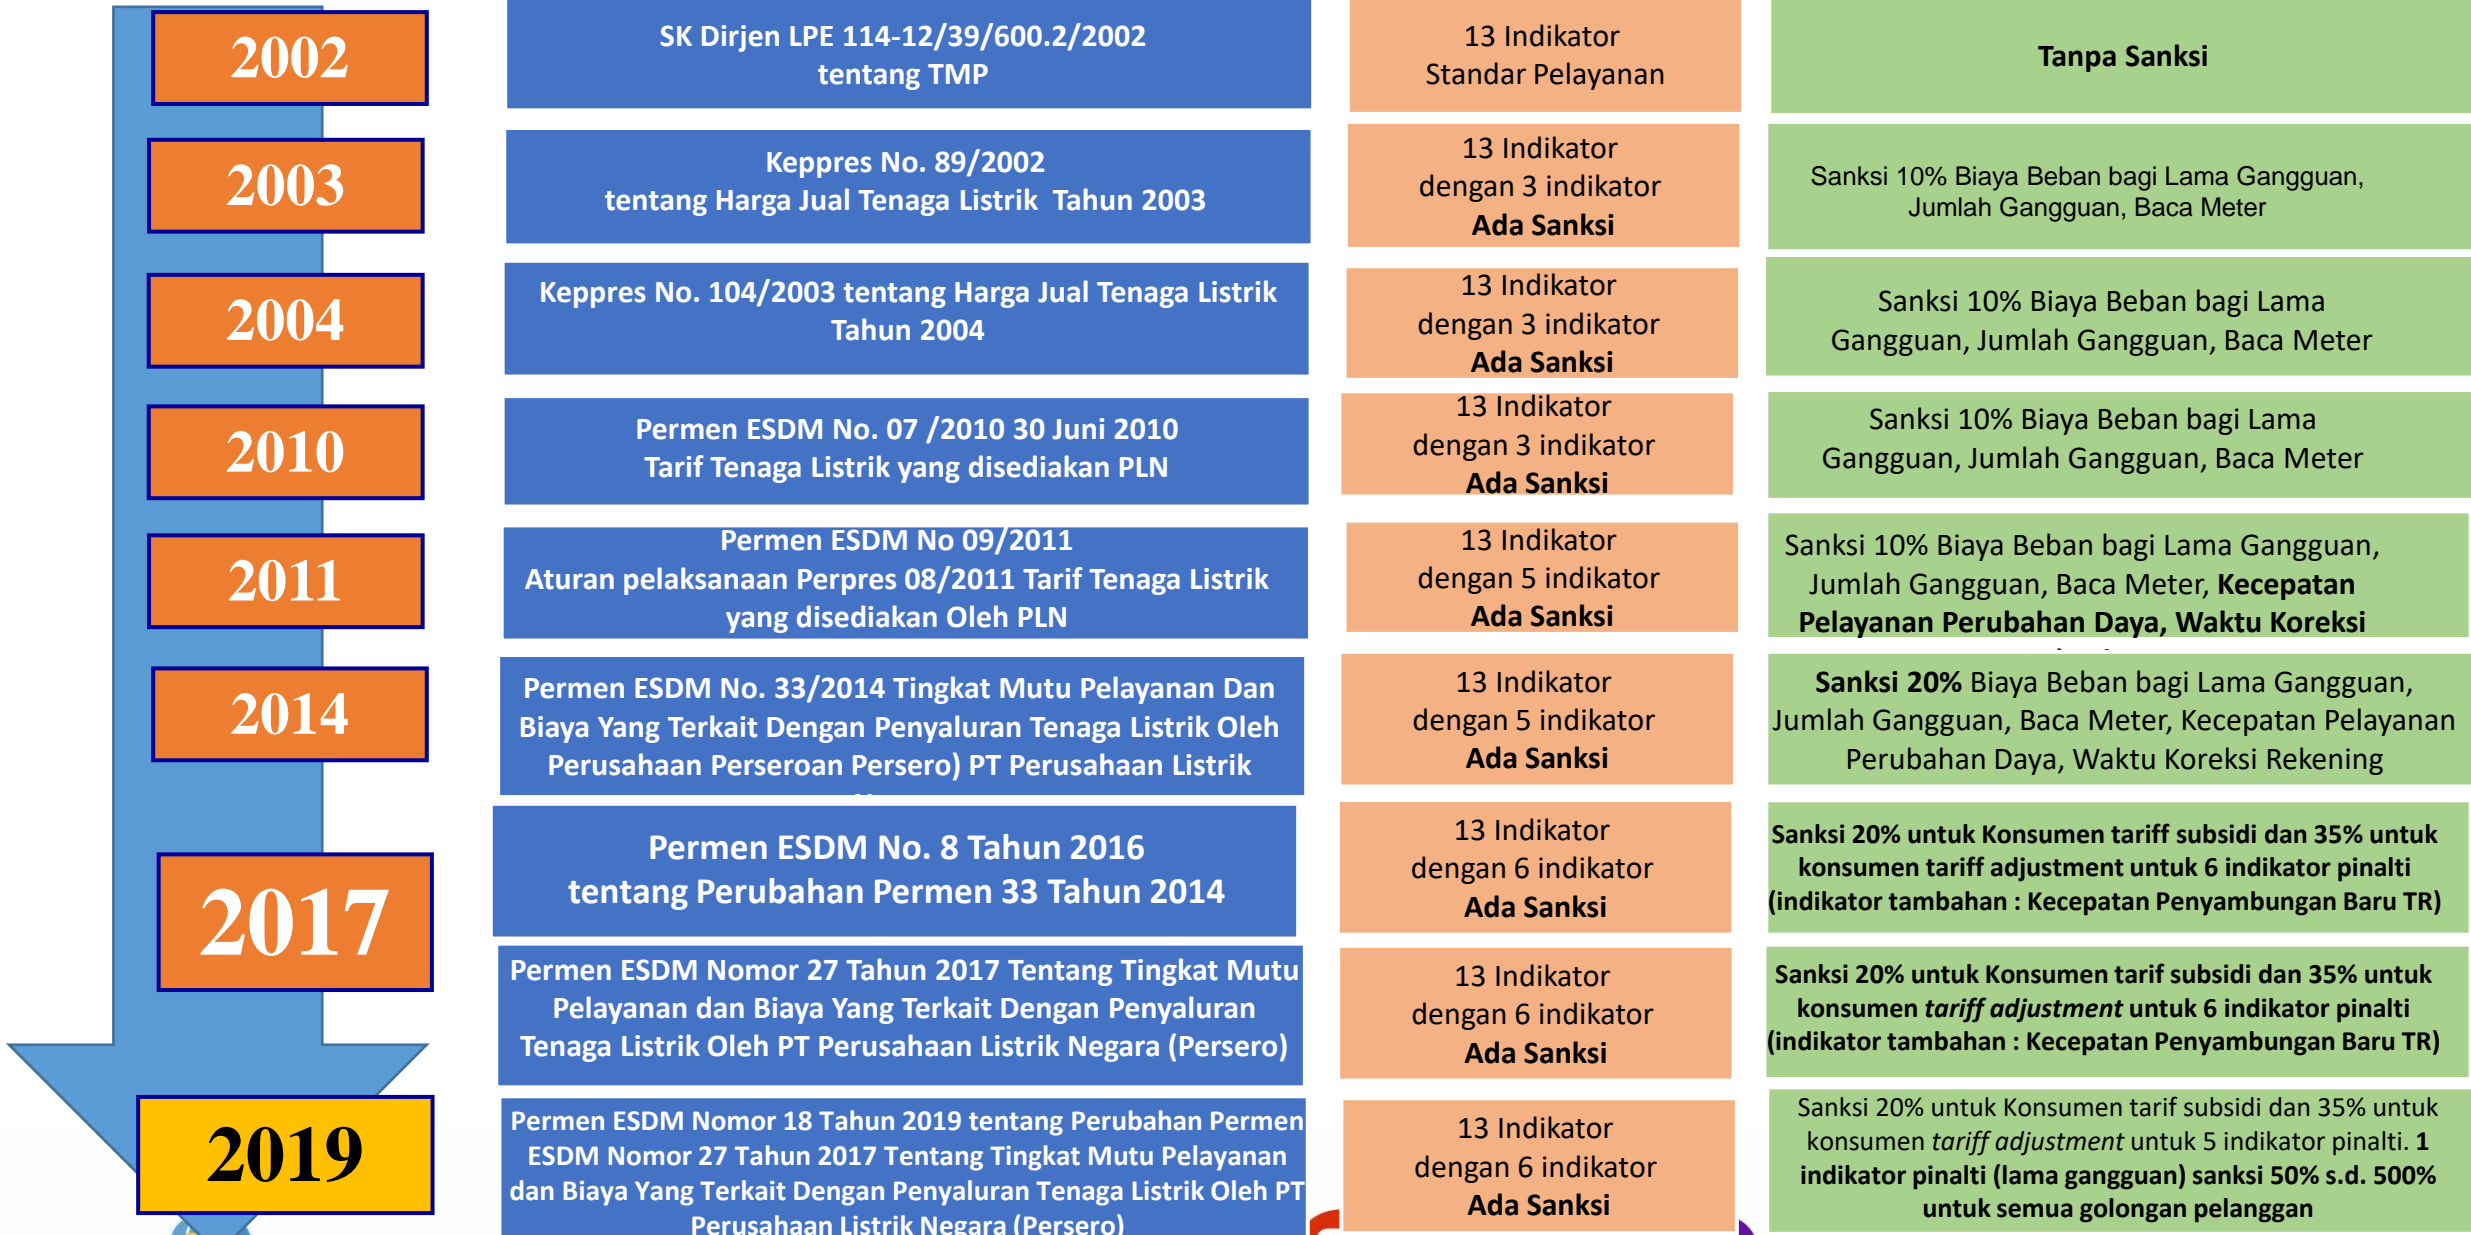 2002
SK Dirjen LPE 114-12/39/600.2/2002
tentang TMP
13 Indikator
Standar Pelayanan
Tanpa Sanksi
2003
Keppres No. 89/2002
tentang Harga Jual Tenaga Listrik Tahun 2003
13 Indikator
dengan 3 indikator
Ada Sanksi
Sanksi 10% Biaya Beban bagi Lama Gangguan,
Jumlah Gangguan, Baca Meter
2004
Keppres No. 104/2003 tentang Harga Jual Tenaga Listrik
Tahun 2004
13 Indikator
dengan 3 indikator
Ada Sanksi
Sanksi 10% Biaya Beban bagi Lama
Gangguan, Jumlah Gangguan, Baca Meter
2010
Permen ESDM No. 07 /2010 30 Juni 2010
Tarif Tenaga Listrik yang disediakan PLN
13 Indikator
dengan 3 indikator
Ada Sanksi
Sanksi 10% Biaya Beban bagi Lama
Gangguan, Jumlah Gangguan, Baca Meter
2011
Permen ESDM No 09/2011
Aturan pelaksanaan Perpres 08/2011 Tarif Tenaga Listrik
yang disediakan Oleh PLN
13 Indikator
dengan 5 indikator
Ada Sanksi
Sanksi 10% Biaya Beban bagi Lama Gangguan,
Jumlah Gangguan, Baca Meter, Kecepatan
Pelayanan Perubahan Daya, Waktu Koreksi
2014
Permen ESDM No. 33/2014 Tingkat Mutu Pelayanan Dan
Biaya Yang Terkait Dengan Penyaluran Tenaga Listrik Oleh
Perusahaan Perseroan Persero) PT Perusahaan Listrik
13 Indikator
dengan 5 indikator
Ada Sanksi
Sanksi 20% Biaya Beban bagi Lama Gangguan,
Jumlah Gangguan, Baca Meter, Kecepatan Pelayanan
Perubahan Daya, Waktu Koreksi Rekening
2017
Permen ESDM No. 8 Tahun 2016
tentang Perubahan Permen 33 Tahun 2014
13 Indikator
dengan 6 indikator
Ada Sanksi
Sanksi 20% untuk Konsumen tariff subsidi dan 35% untuk
konsumen tariff adjustment untuk 6 indikator pinalti
(indikator tambahan : Kecepatan Penyambungan Baru TR)
Permen ESDM Nomor 27 Tahun 2017 Tentang Tingkat Mutu
Pelayanan dan Biaya Yang Terkait Dengan Penyaluran
Tenaga Listrik Oleh PT Perusahaan Listrik Negara (Persero)
13 Indikator
dengan 6 indikator
Ada Sanksi
Sanksi 20% untuk Konsumen tarif subsidi dan 35% untuk
konsumen tariff adjustment untuk 6 indikator pinalti
(indikator tambahan : Kecepatan Penyambungan Baru TR)
2019
Permen ESDM Nomor 18 Tahun 2019 tentang Perubahan Permen
ESDM Nomor 27 Tahun 2017 Tentang Tingkat Mutu Pelayanan
dan Biaya Yang Terkait Dengan Penyaluran Tenaga Listrik Oleh PT
Perusahaan Listrik Negara (Persero)
13 Indikator
dengan 6 indikator
Ada Sanksi
Sanksi 20% untuk Konsumen tarif subsidi dan 35% untuk
konsumen tariff adjustment untuk 5 indikator pinalti. 1
indikator pinalti (lama gangguan) sanksi 50% s.d. 500%
untuk semua golongan pelanggan